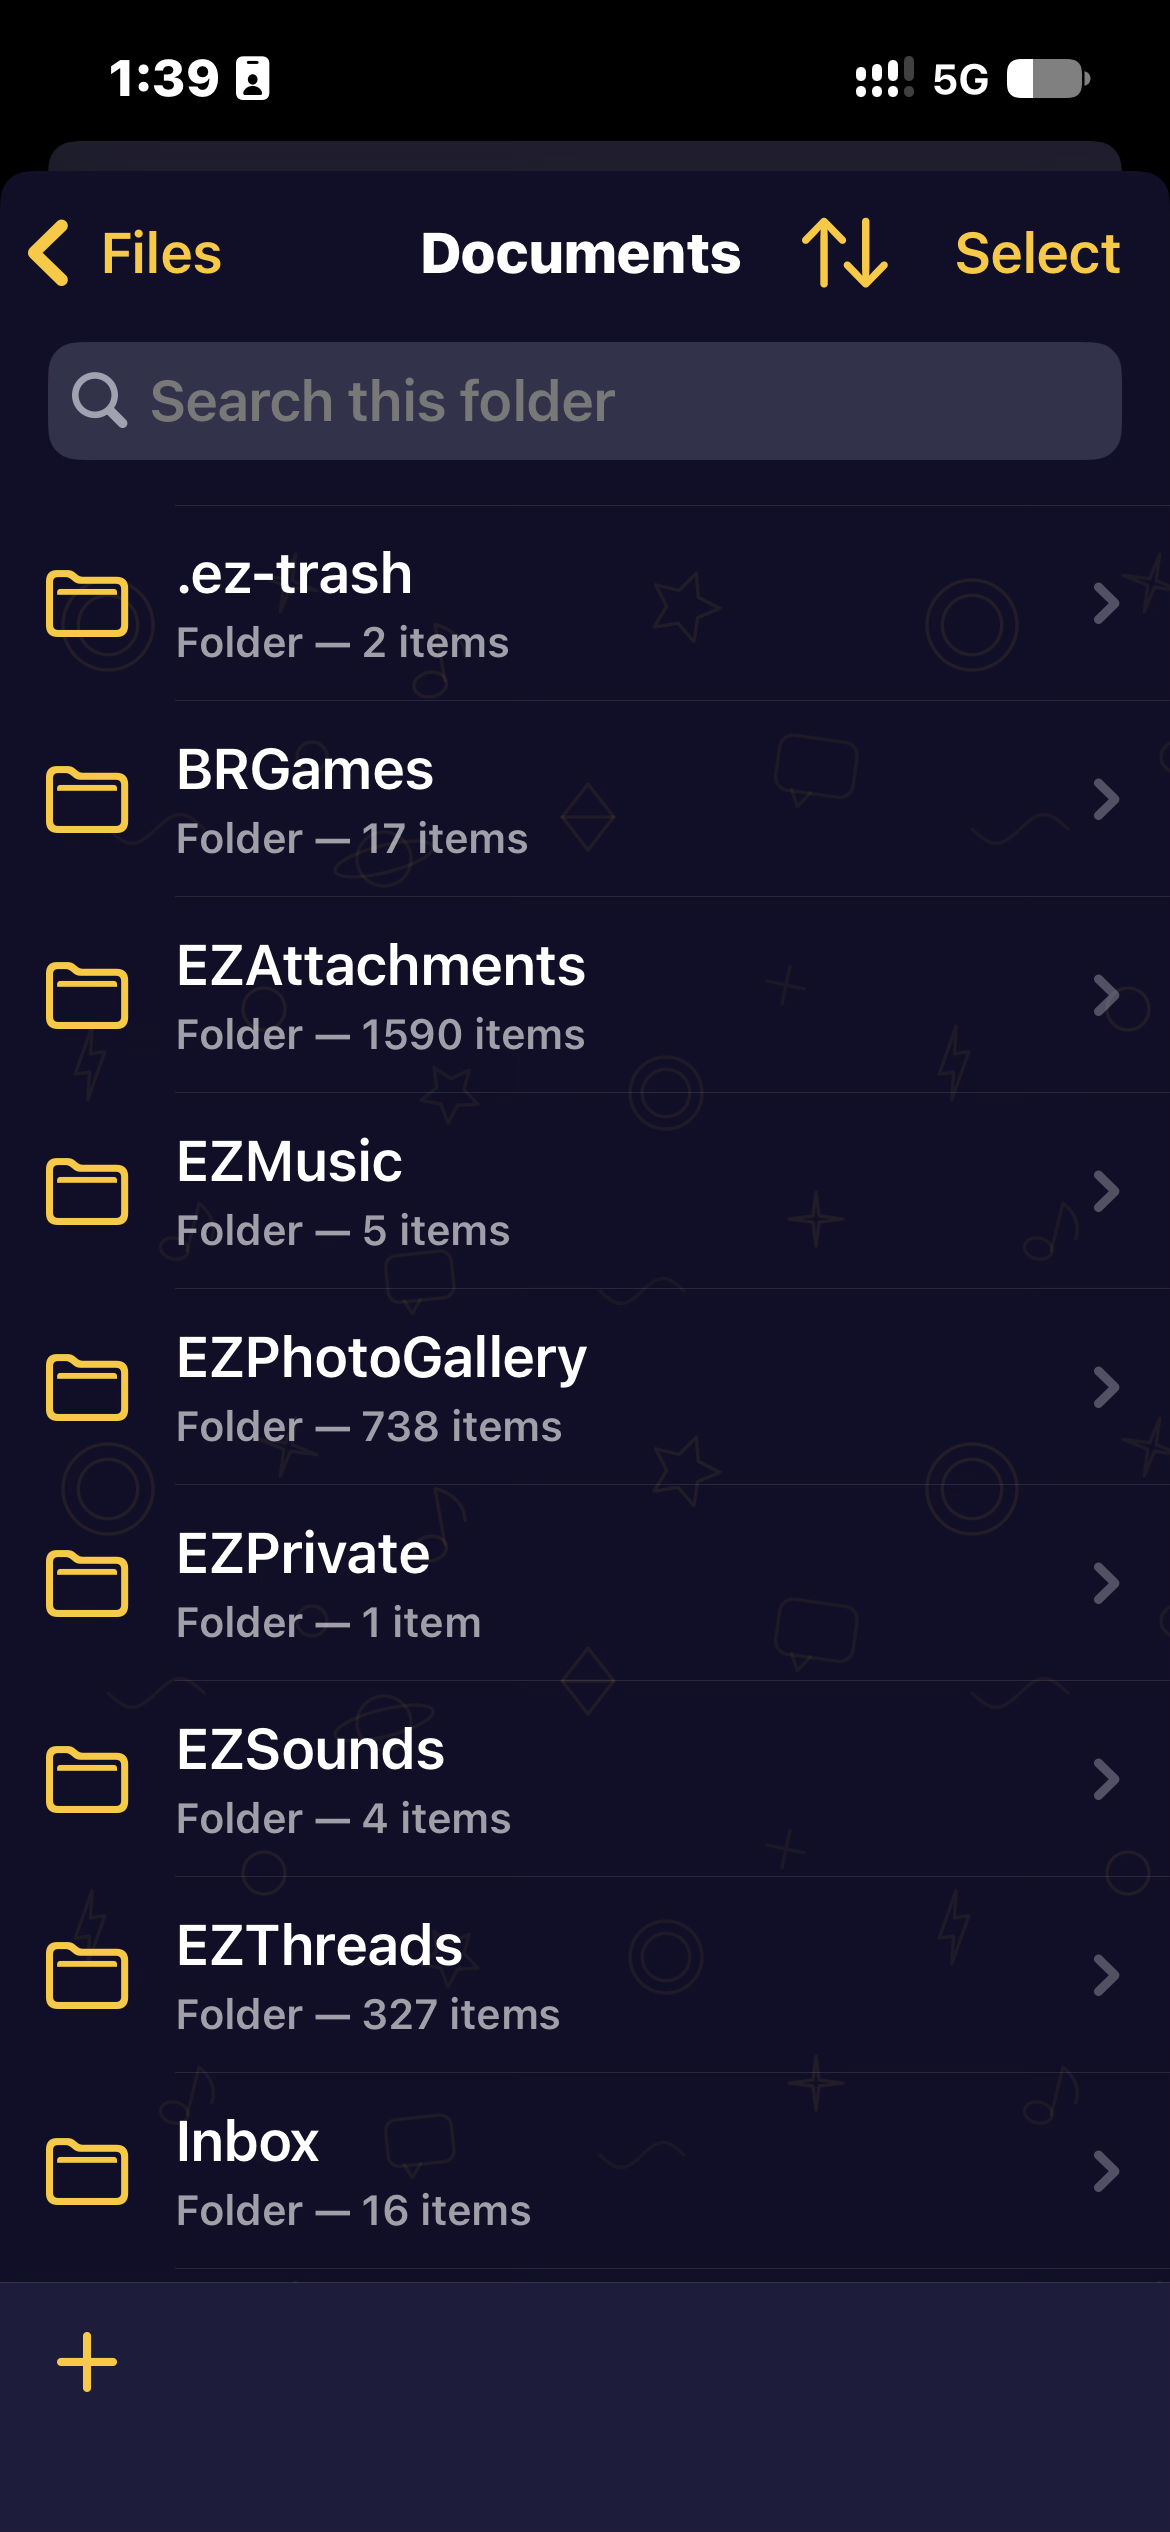 1:39
5G
Files
Documents
Select
Search this folder
.ez-trash
Folder — 2 items
BRGames
Folder — 17 items
EZAttachments
Folder — 1590 items
EZMusic
Folder — 5 items
EZPhotoGallery
Folder — 738 items
EZPrivate
Folder — 1 item
EZSounds
Folder — 4 items
EZThreads
Folder — 327 items
Inbox
Folder — 16 items